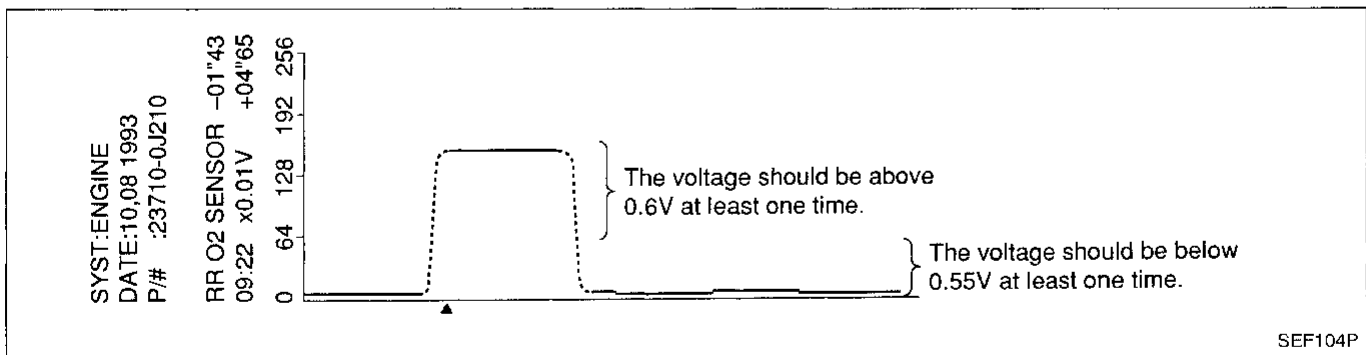 SYST:ENGINE
DATE:10,08 1993
P/# :23710-0J210
RR O2 SENSOR -01"43
09:22 x0.01V +04"65
256
192
128
64
0
The voltage should be above
0.6V at least one time.
The voltage should be below
0.55V at least one time.
SEF104P